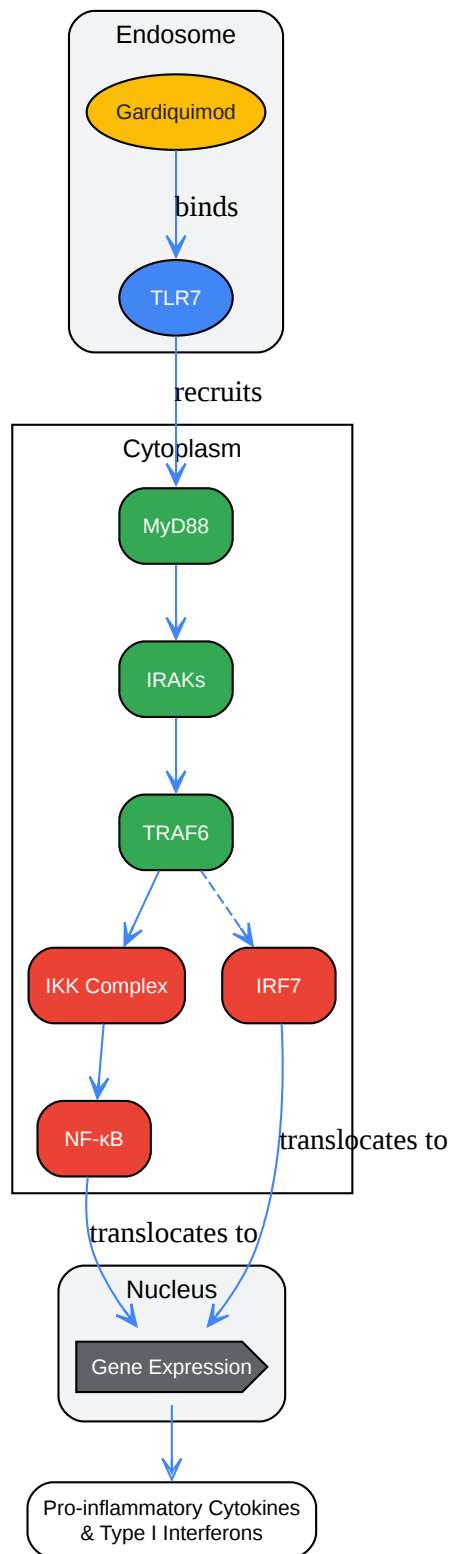 Endosome
Gardiquimod
binds
TLR7
recruits
Cytoplasm
MyD88
IRAKs
TRAF6
IKK Complex
IRF7
NF-κB
translocates to
translocates to
Nucleus
Gene Expression
Pro-inflammatory Cytokines
& Type I Interferons